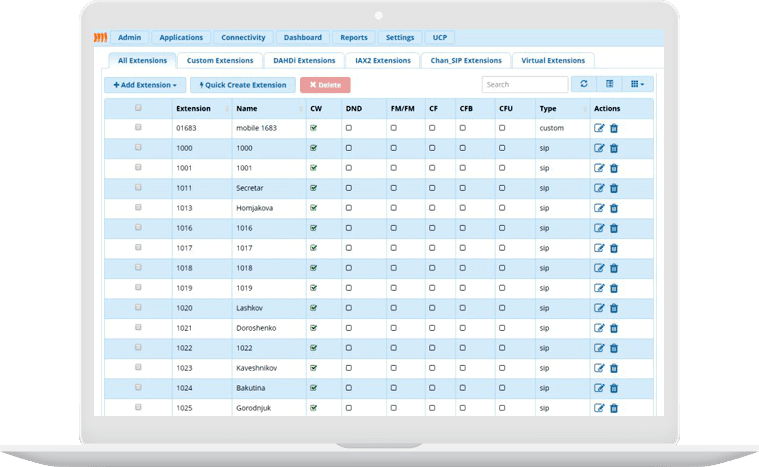 Admin Applications Connectivity Dashboard Reports Settings UCP
All Extensions Custom Extensions DAHDi Extensions IAX2 Extensions Chan_SIP Extensions Virtual Extensions
+ Add Extension Quick Create Extension Delete Search
Extension Name CW DND FM/FM CF CFB CFU Type Actions
01683 mobile 1683 custom
1000 1000 sip
1001 1001 sip
1011 Secretar sip
1013 Homjakova sip
1016 1016 sip
1017 1017 sip
1018 1018 sip
1019 1019 sip
1020 Lashkov sip
1021 Doroshenko sip
1022 1022 sip
1023 Kaveshnikov sip
1024 Bakutina sip
1025 Gorodnjuk sip